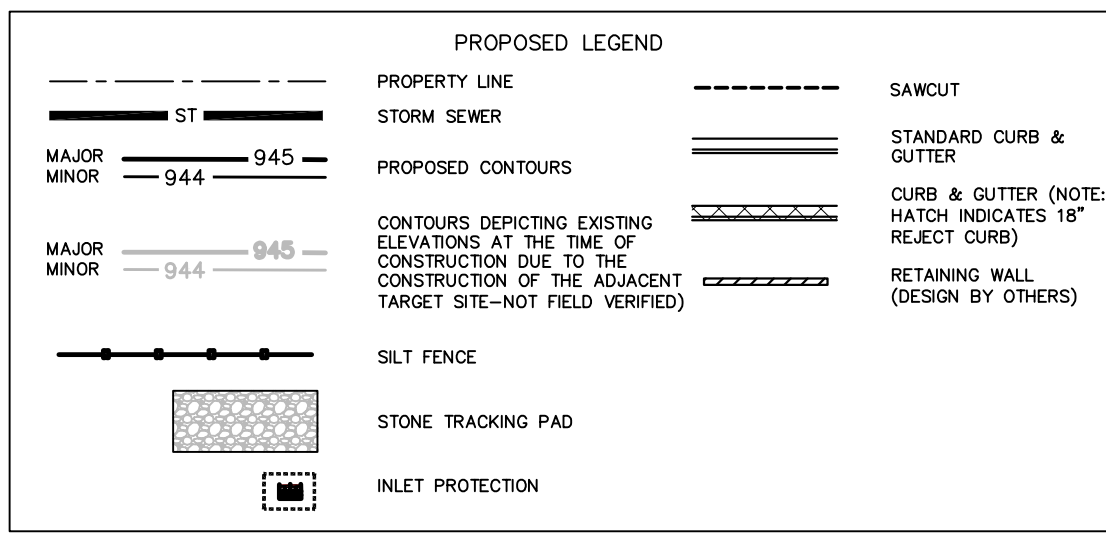 PROPOSED LEGEND
PROPERTY LINE
ST
STORM SEWER
MAJOR 945
MINOR 944
PROPOSED CONTOURS
MAJOR 945
MINOR 944
CONTOURS DEPICTING EXISTING
ELEVATIONS AT THE TIME OF
CONSTRUCTION DUE TO THE
CONSTRUCTION OF THE ADJACENT
TARGET SITE-NOT FIELD VERIFIED)
SILT FENCE
STONE TRACKING PAD
INLET PROTECTION
SAWCUT
STANDARD CURB &
GUTTER
CURB & GUTTER (NOTE:
HATCH INDICATES 18"
REJECT CURB)
RETAINING WALL
(DESIGN BY OTHERS)